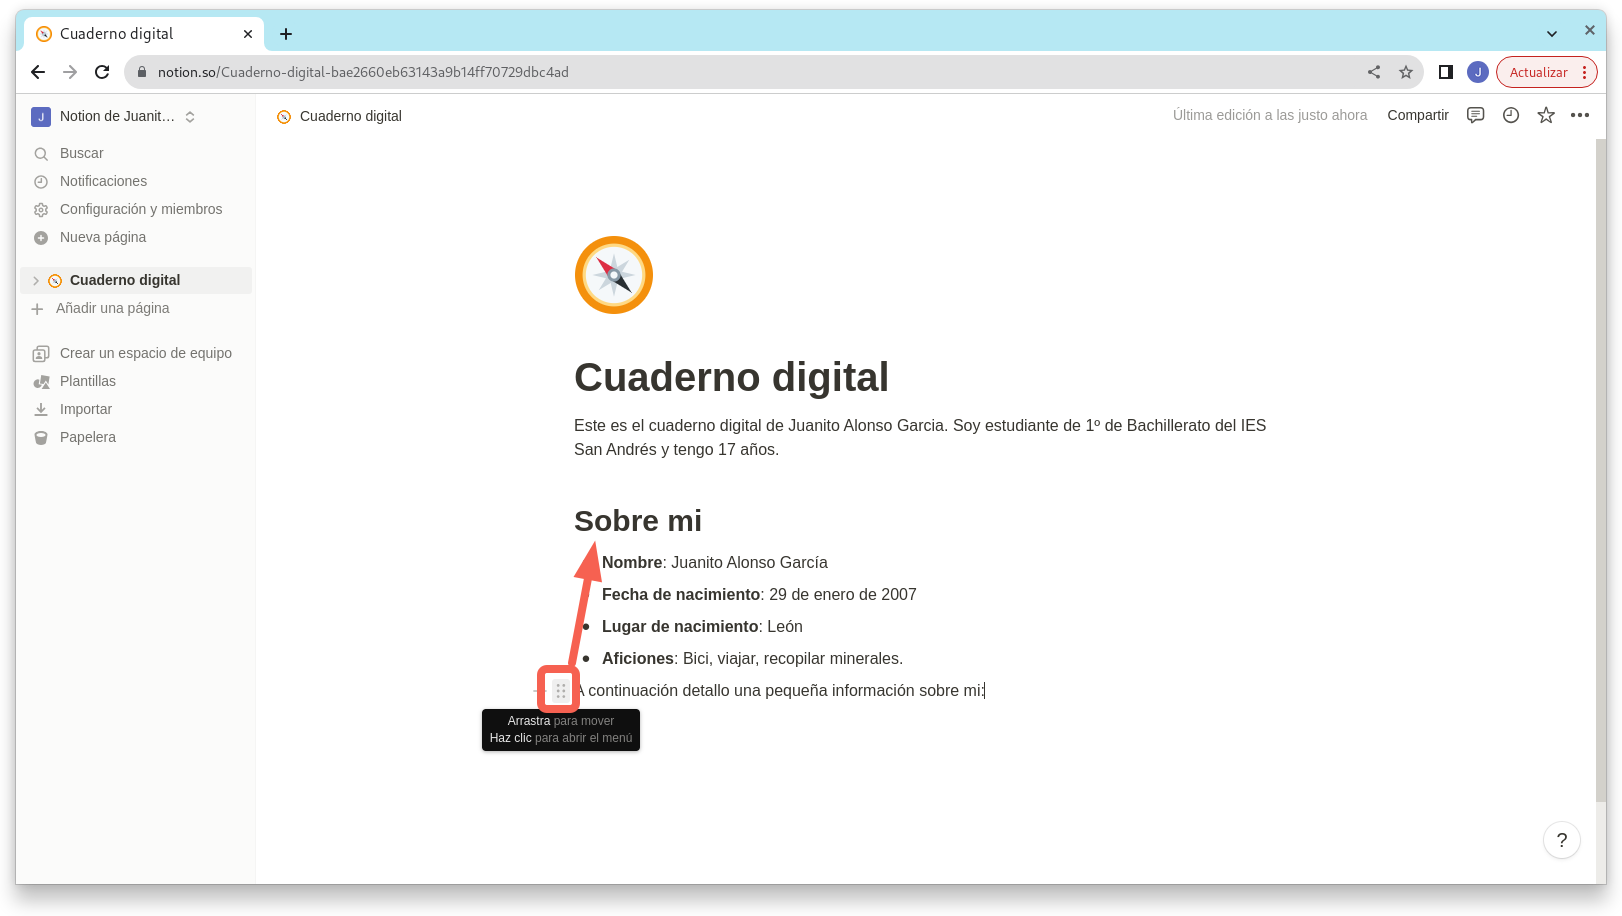 Cuaderno digital
notion.so/Cuaderno-digital-bae2660eb63143a9b14ff70729dbc4ad
J
Actualizar
J
Notion de Juanit…
Cuaderno digital
Última edición a las justo ahora
Compartir
Buscar
Notificaciones
Configuración y miembros
Nueva página
Cuaderno digital
Añadir una página
Crear un espacio de equipo
Plantillas
Importar
Papelera
Cuaderno digital
Este es el cuaderno digital de Juanito Alonso Garcia. Soy estudiante de 1º de Bachillerato del IES
San Andrés y tengo 17 años.
Sobre mi
Nombre: Juanito Alonso García
Fecha de nacimiento: 29 de enero de 2007
• Lugar de nacimiento: León
• Aficiones: Bici, viajar, recopilar minerales.
A continuación detallo una pequeña información sobre mi:
Arrastra para mover
Haz clic para abrir el menú
?